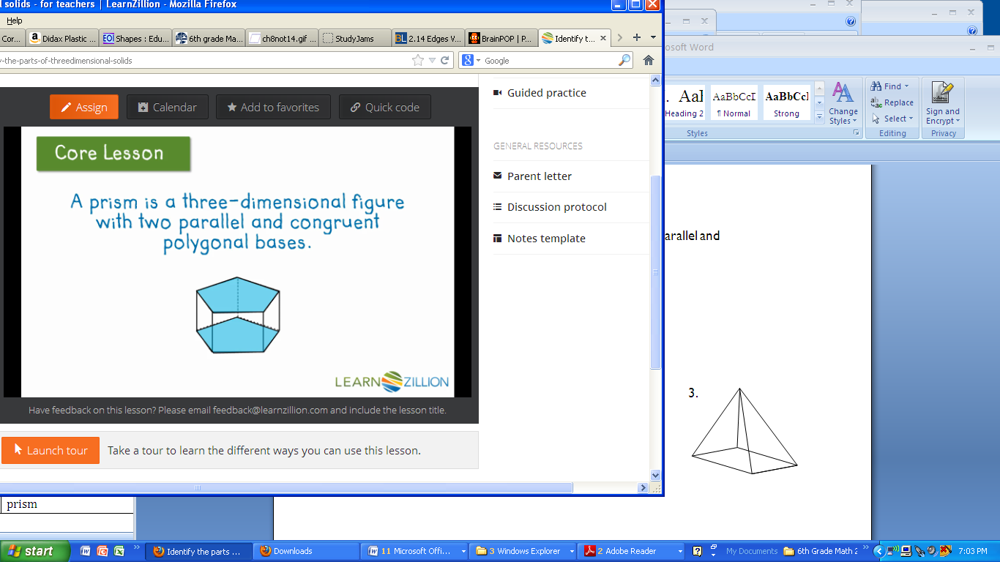 l solids - for teachers | LearnZillion - Mozilla Firefox
Help
Cor...
Didax Plastic ...
Shapes : Edu...
6th grade Ma...
ch8not14.gif ...
StudyJams
2.14 Edges V...
BrainPOP | P...
Identify t...
y-the-parts-of-threedimensional-solids
Google
Assign
Calendar
Add to favorites
Quick code
Core Lesson
A prism is a three-dimensional figure
with two parallel and congruent
polygonal bases.
LEARN ZILLION
Have feedback on this lesson? Please email feedback@learnzillion.com and include the lesson title.
Launch tour
Take a tour to learn the different ways you can use this lesson.
Guided practice
GENERAL RESOURCES
Parent letter
Discussion protocol
Notes template
osoft Word
AaB
AaBbCcI
AaBbCcl
Heading 2
¶ Normal
Strong
Change
Styles
Styles
Find
Replace
Select
Editing
Sign and
Encrypt
Privacy
arallel and
3.
prism
start
Identify the parts ...
Downloads
11 Microsoft Offi...
3 Windows Explorer
2 Adobe Reader
My Documents
6th Grade Math 2
7:03 PM